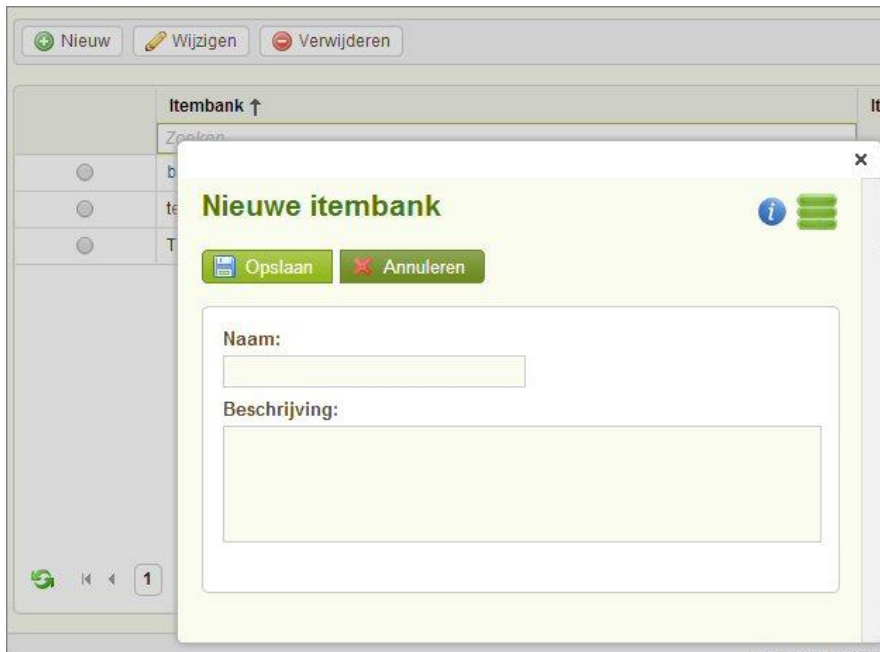 Nieuw Wijzigen Verwijderen
Itembank ↑
Zoeken
Nieuwe itembank
Opslaan Annuleren
Naam:
Beschrijving:
1